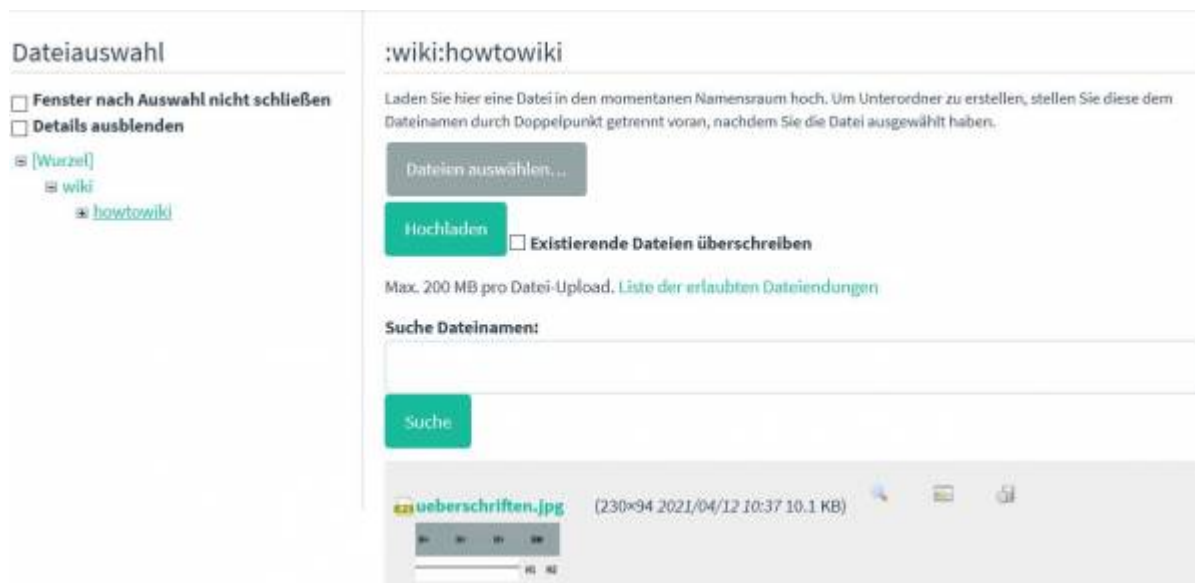 Dateiauswahl
Fenster nach Auswahl nicht schließen
Details ausblenden
[Wurzel]
wiki
howtowiki
:wiki:howtowiki
Laden Sie hier eine Datei in den momentanen Namensraum hoch. Um Unterordner zu erstellen, stellen Sie diese dem
Dateinamen durch Doppelpunkt getrennt voran, nachdem Sie die Datei ausgewählt haben.
Dateien auswählen...
Hochladen
Existierende Dateien überschreiben
Max. 200 MB pro Datei-Upload. Liste der erlaubten Dateiendungen
Suche Dateinamen:
Suche
ueberschriften.jpg (230×94 2021/04/12 10:37 10.1 KB)
H1 H2